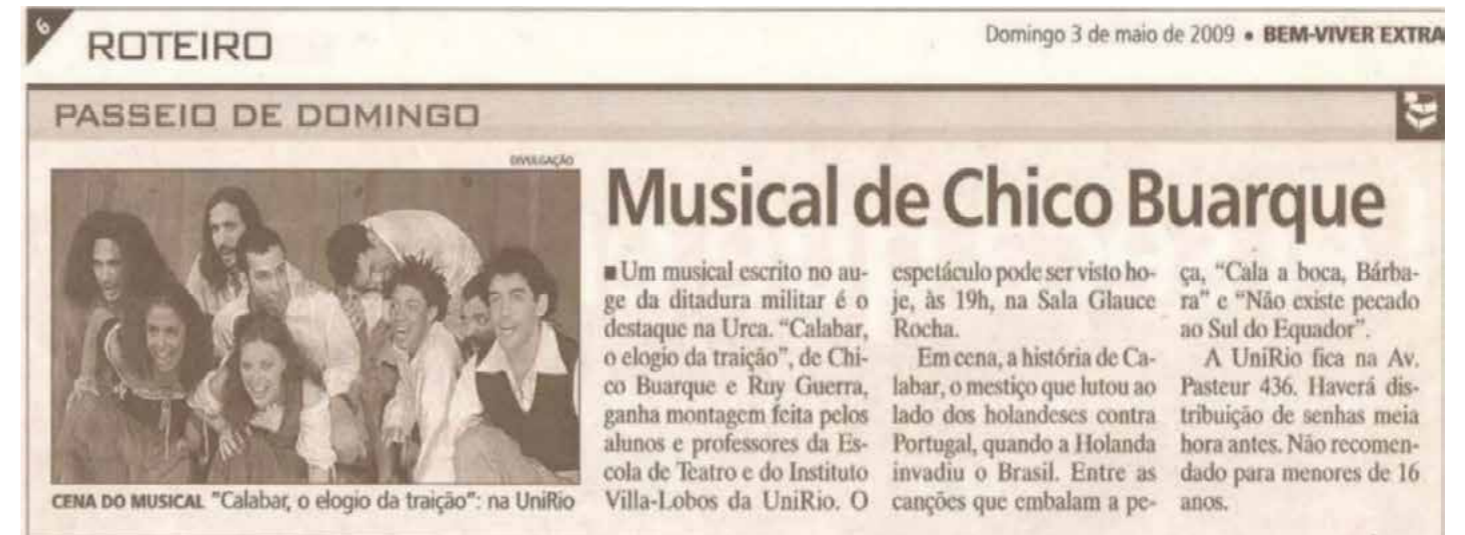 6
ROTEIRO
Domingo 3 de maio de 2009 • BEM-VIVER EXTRA
PASSEIO DE DOMINGO
DIVULGAÇÃO
CENA DO MUSICAL "Calabar, o elogio da traição": na UniRio
Musical de Chico Buarque
■ Um musical escrito no au-
ge da ditadura militar é o
destaque na Urca. “Calabar,
o elogio da traição”, de Chi-
co Buarque e Ruy Guerra,
ganha montagem feita pelos
alunos e professores da Es-
cola de Teatro e do Instituto
Villa-Lobos da UniRio. O
espetáculo pode ser visto ho-
je, às 19h, na Sala Glauce
Rocha.
Em cena, a história de Ca-
labar, o mestiço que lutou ao
lado dos holandeses contra
Portugal, quando a Holanda
invadiu o Brasil. Entre as
canções que embalam a pe-
ça, “Cala a boca, Bárba-
ra” e “Não existe pecado
ao Sul do Equador”.
A UniRio fica na Av.
Pasteur 436. Haverá dis-
tribuição de senhas meia
hora antes. Não recomen-
dado para menores de 16
anos.